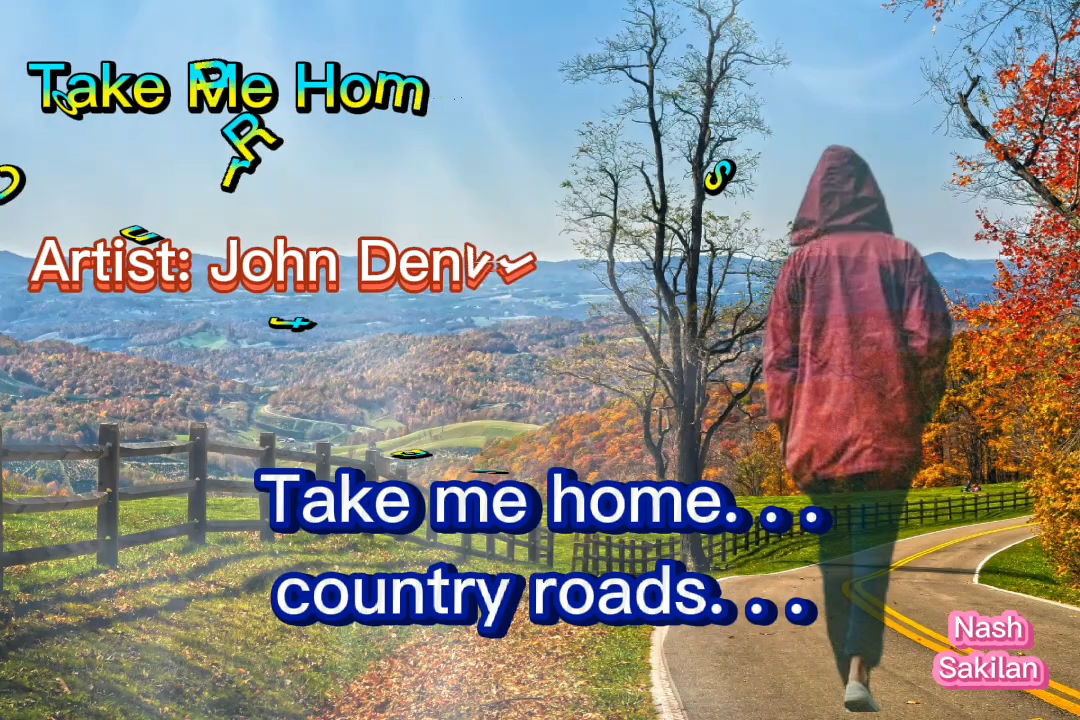 Take Me Hom
Artist: John Den
Take me home. . .
country roads. . .
Nash
Sakilan